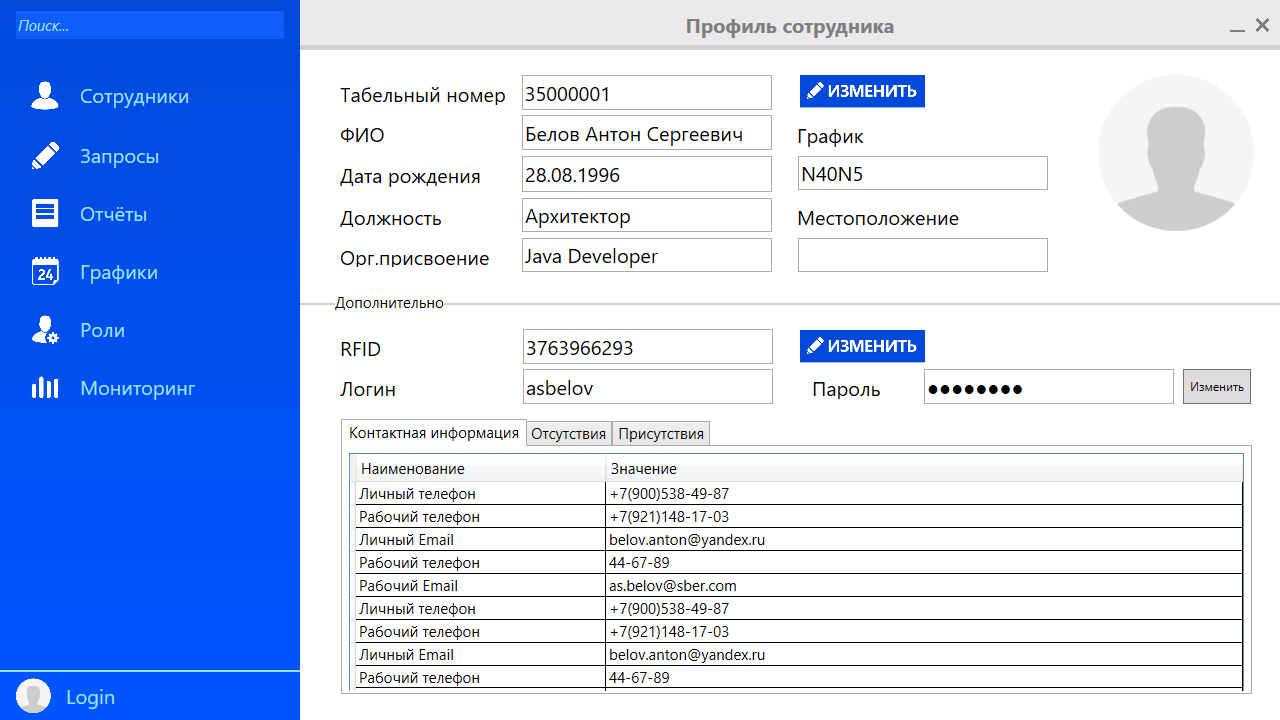 Поиск...
Профиль сотрудника
Сотрудники
Запросы
Отчёты
24
Графики
Роли
Мониторинг
Login
Табельный номер 35000001 ИЗМЕНИТЬ
ФИО Белов Антон Сергеевич График
Дата рождения 28.08.1996 N40N5
Должность Архитектор Местоположение
Орг.присвоение Java Developer
Дополнительно
RFID 3763966293 ИЗМЕНИТЬ
Логин asbelov Пароль ●●●●●●●● Изменить
Контактная информация Отсутствия Присутствия
Наименование Значение
Личный телефон +7(900)538-49-87
Рабочий телефон +7(921)148-17-03
Личный Email belov.anton@yandex.ru
Рабочий телефон 44-67-89
Рабочий Email as.belov@sber.com
Личный телефон +7(900)538-49-87
Рабочий телефон +7(921)148-17-03
Личный Email belov.anton@yandex.ru
Рабочий телефон 44-67-89